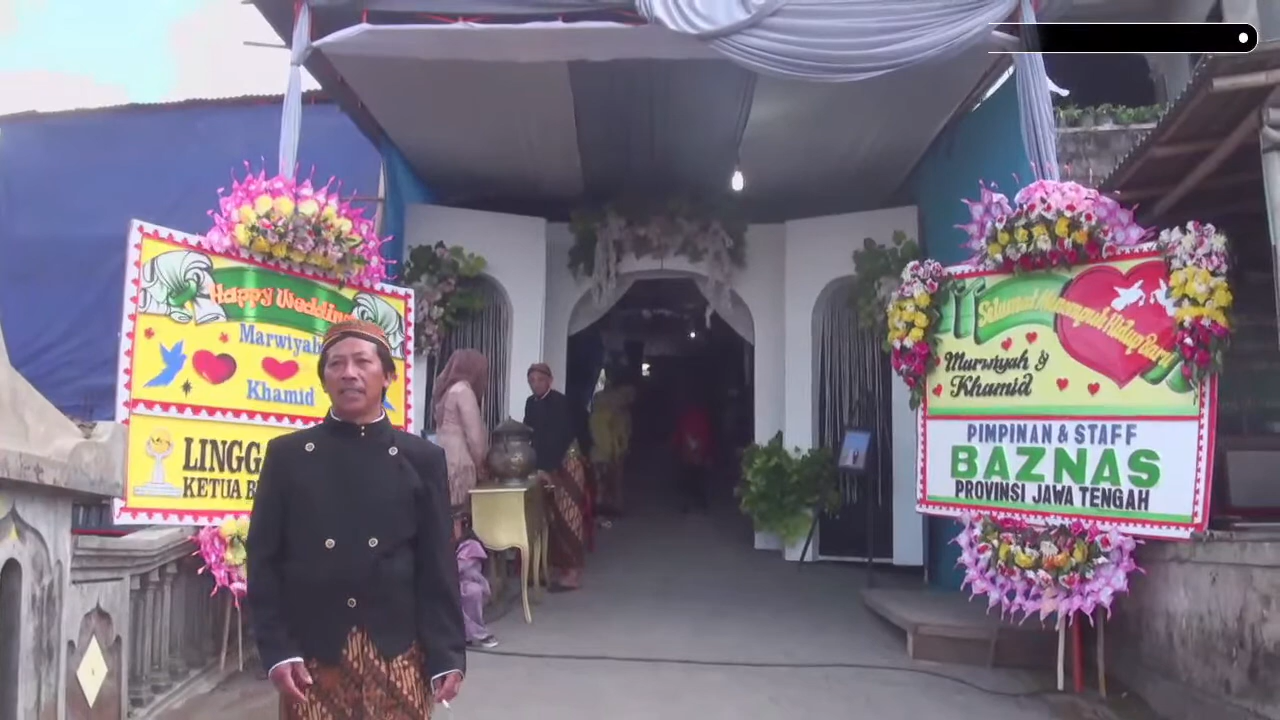 Happy Wedding
Marwiyah
Khamid
LINGG
KETUA B
Selamat Menempuh Hidup Baru
Marwiyah &
Khamid
PIMPINAN & STAFF
BAZNAS
PROVINSI JAWA TENGAH